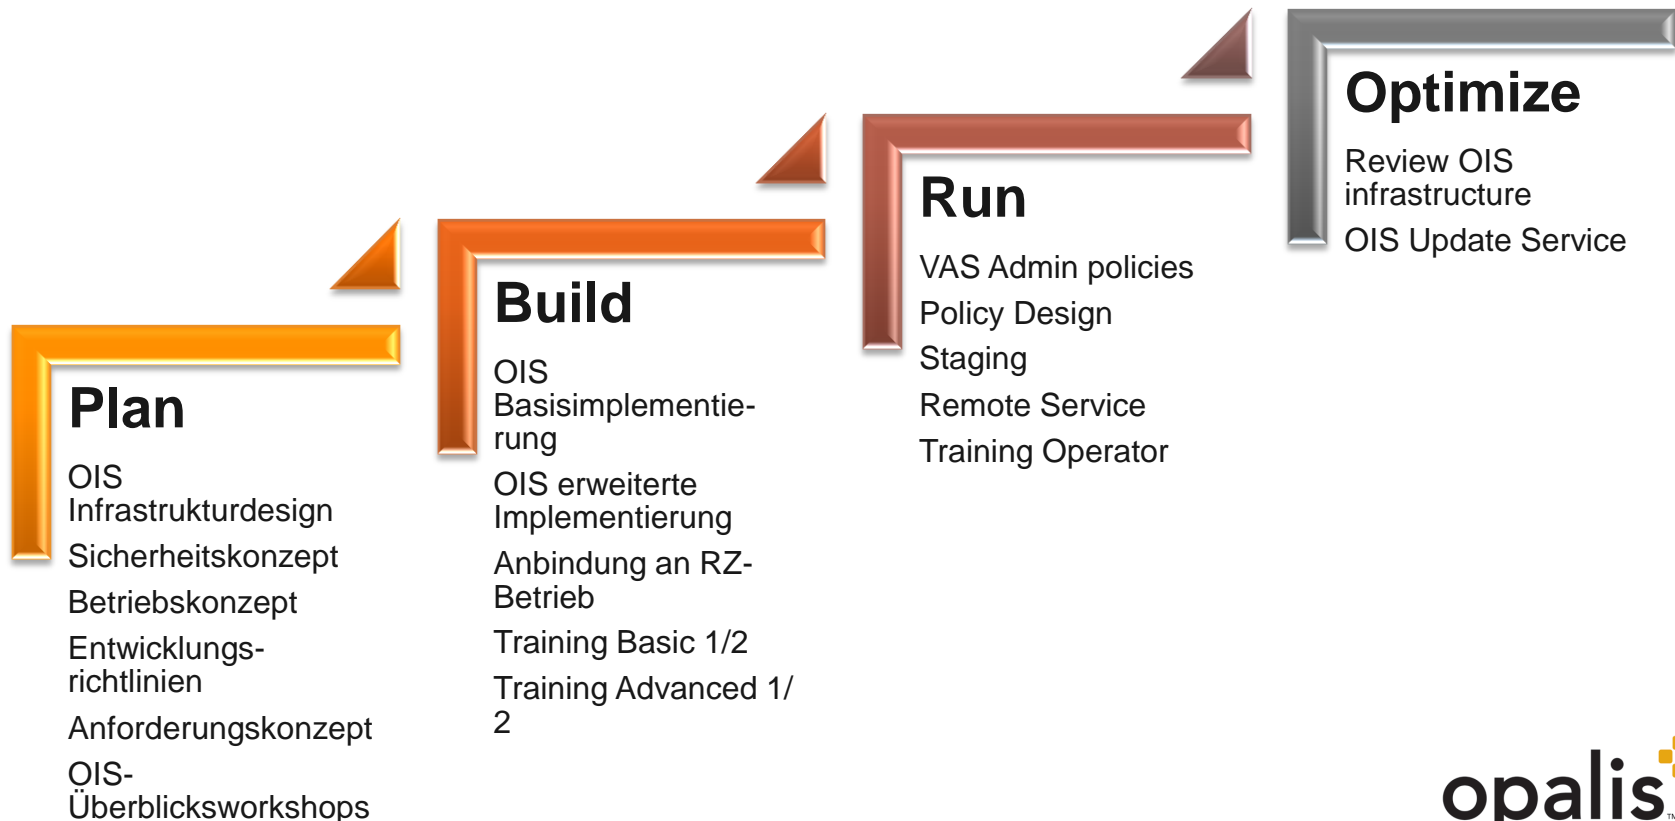 Plan
OIS
Infrastrukturdesign
Sicherheitskonzept
Betriebskonzept
Entwicklungs-
richtlinien
Anforderungskonzept
OIS-
Überblicksworkshops
Build
OIS
Basisimplementie-
rung
OIS erweiterte
Implementierung
Anbindung an RZ-
Betrieb
Training Basic 1/2
Training Advanced 1/
2
Run
VAS Admin policies
Policy Design
Staging
Remote Service
Training Operator
Optimize
Review OIS
infrastructure
OIS Update Service
opalis
TM